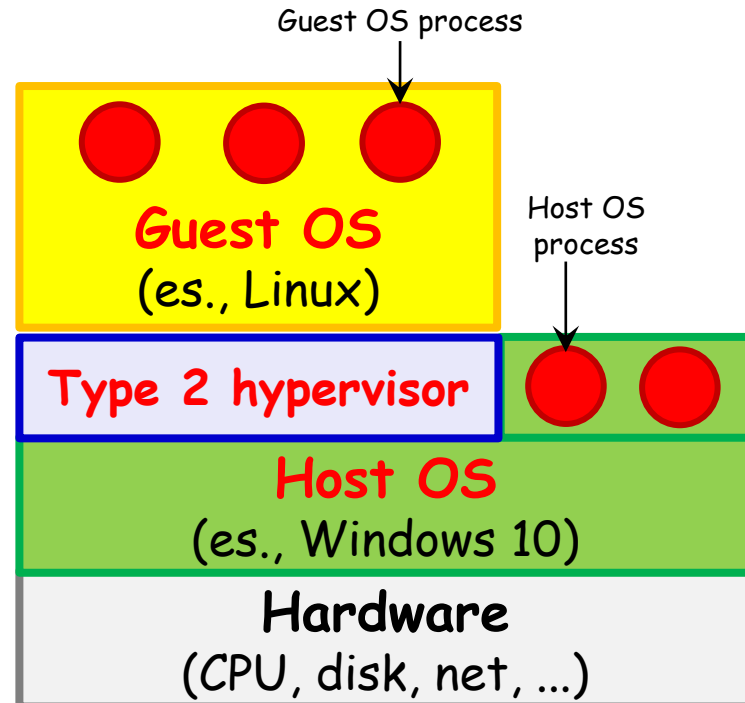 Guest OS process
Guest OS
(es., Linux)
Host OS
process
Type 2 hypervisor
Host OS
(es., Windows 10)
Hardware
(CPU, disk, net, ...)